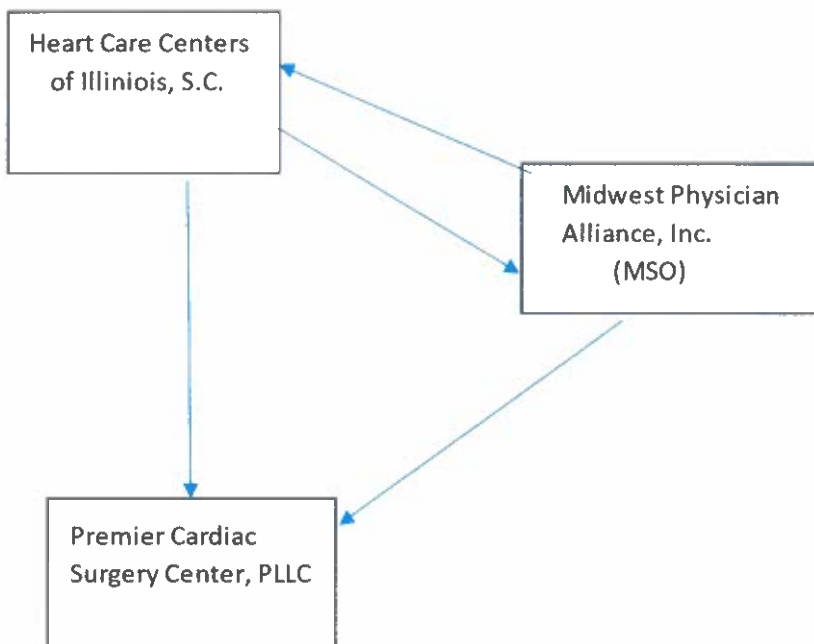 Heart Care Centers
of Illiniois, S.C.
Midwest Physician
Alliance, Inc.
(MSO)
Premier Cardiac
Surgery Center, PLLC